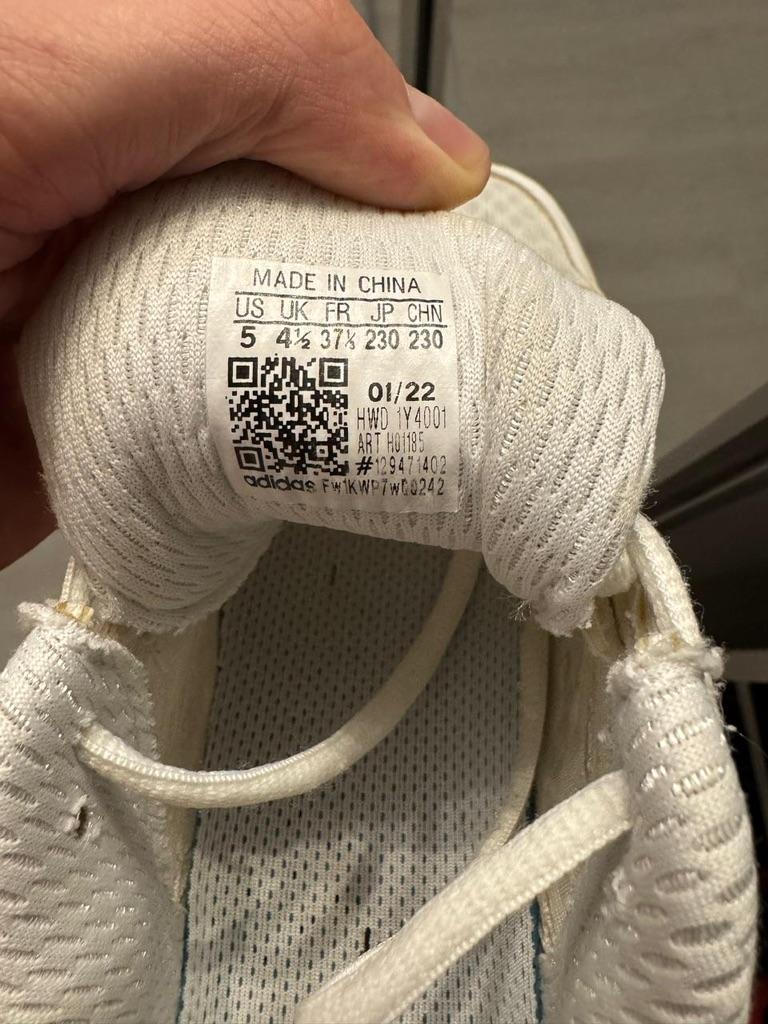 MADE IN CHINA
US UK FR JP CHN
5 4½ 37⅓ 230 230
01/22
HWD 1Y4001
ART H01185
#129471402
adidas FW1KWP7WD0242